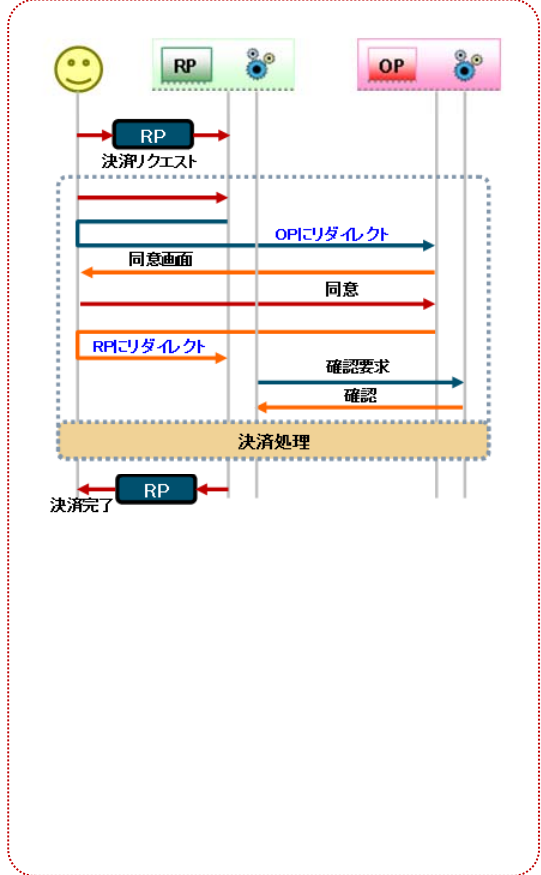 RP
OP
RP
決済リクエスト
OPにリダイレクト
同意画面
同意
RPにリダイレクト
確認要求
確認
決済処理
RP
決済完了